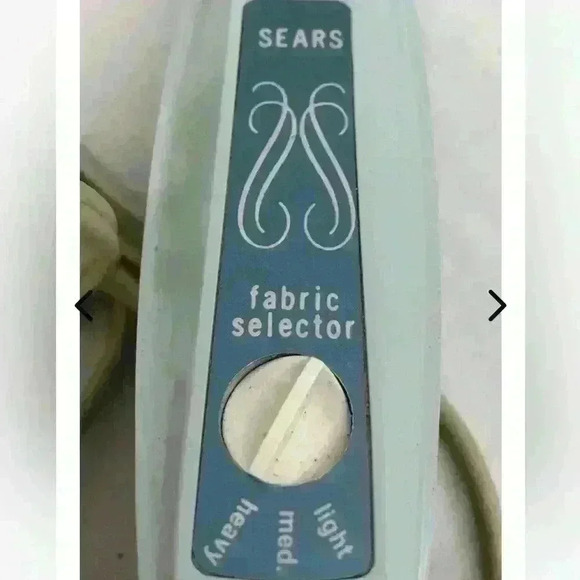 SEARS
fabric
selector
heavy
med.
light